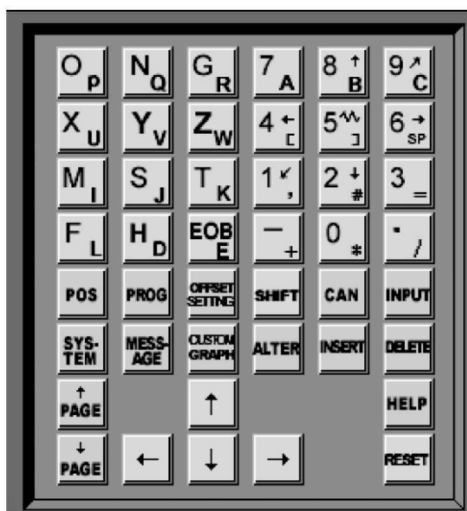 O P N Q G R 7 A 8 ↑ B 9 ↗ C
X U Y V Z W 4 ← [ 5 ] 6 → SP
M I S J T K 1 ↙ , 2 ↓ # 3 =
F L H D EOB E - + 0 * . /
POS PROG OFFSET SETTING SHIFT CAN INPUT
SYS-TEM MESS-AGE CUSTOM GRAPH ALTER INSERT DELETE
↑ PAGE ↑ HELP
↓ PAGE ← ↓ → RESET